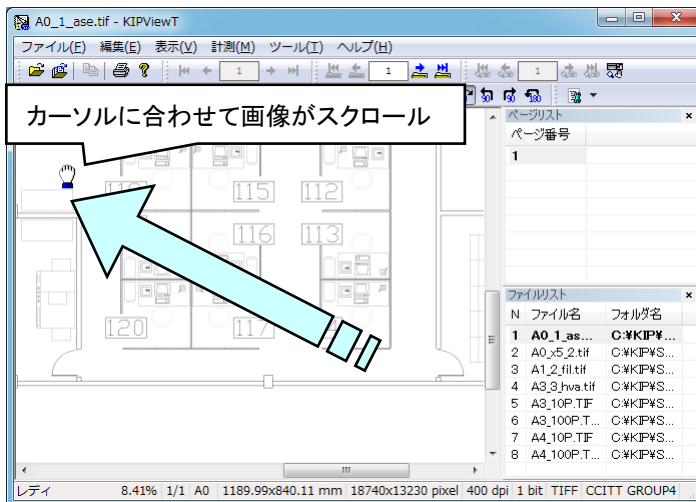 A0_1_ase.tif - KIPViewT
ファイル(F) 編集(E) 表示(V) 計測(M) ツール(T) ヘルプ(H)
1 1 1
90 90 180
カーソルに合わせて画像がスクロール
ページリスト
ページ番号
1
115 112
116 113
120 117
ファイルリスト
N ファイル名 フォルダ名
1 A0_1_as... C:¥KIP¥...
2 A0_x5_2.tif C:¥KIP¥S...
3 A1_2_fil.tif C:¥KIP¥S...
4 A3_3_hva.tif C:¥KIP¥S...
5 A3_10P.TIF C:¥KIP¥S...
6 A3_100P.T... C:¥KIP¥S...
7 A4_10P.TIF C:¥KIP¥S...
8 A4_100P.T... C:¥KIP¥S...
レディ 8.41% 1/1 A0 1189.99x840.11 mm 18740x13230 pixel 400 dpi 1 bit TIFF CCITT GROUP4